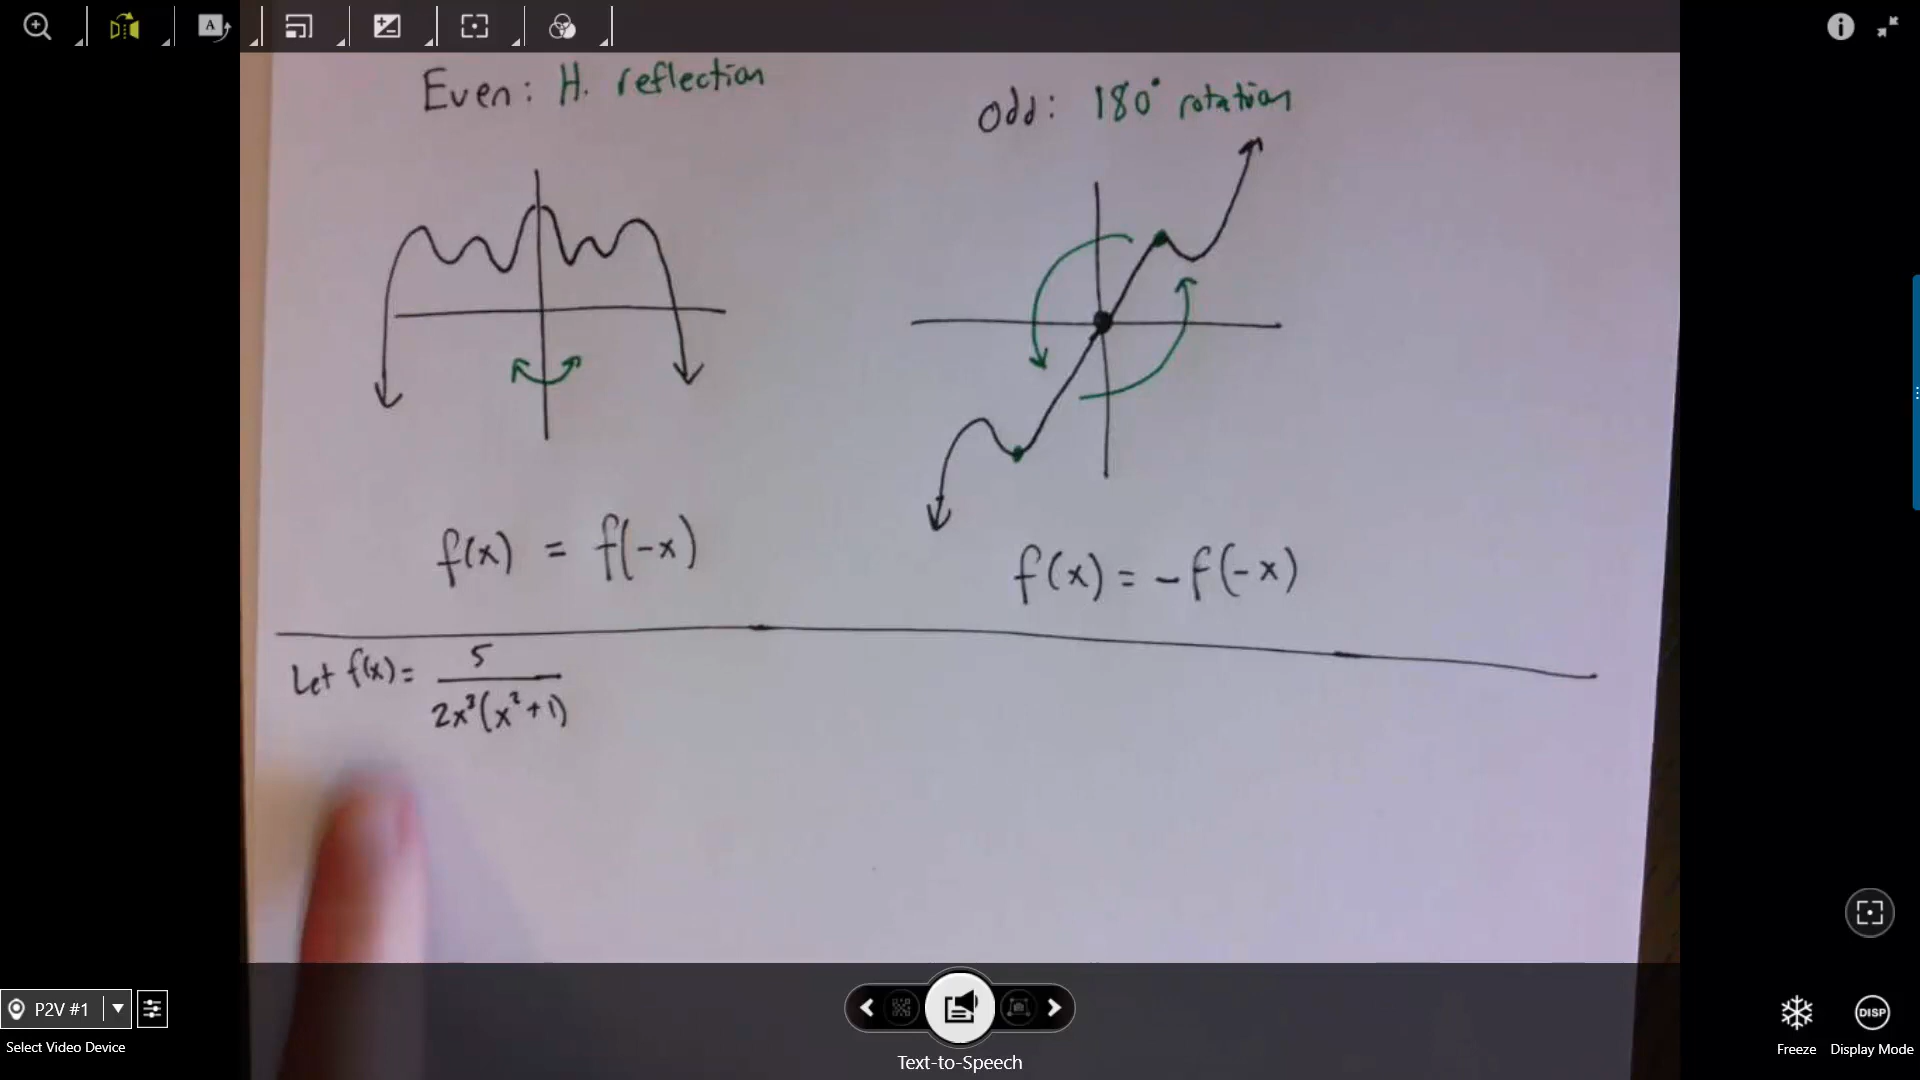 A
Even: H. reflection
Odd: 180° rotation
f(x) = f(-x)
f(x) = -f(-x)
Let f(x) = 5 / 2x³(x²+1)
P2V #1
Select Video Device
Text-to-Speech
Freeze
DISP
Display Mode